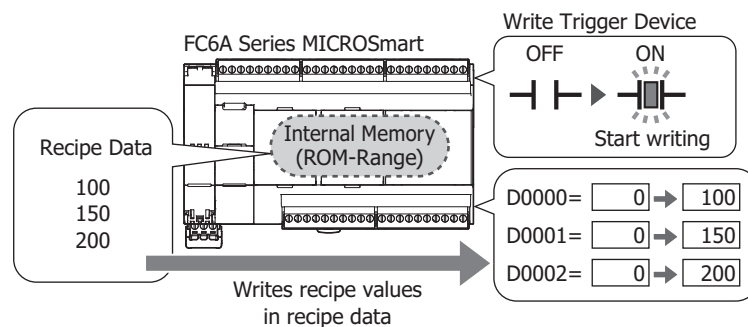 Write Trigger Device
FC6A Series MICROSmart
OFF
ON
Start writing
Internal Memory
(ROM-Range)
Recipe Data
100
150
200
D0000= 0 100
D0001= 0 150
D0002= 0 200
Writes recipe values
in recipe data